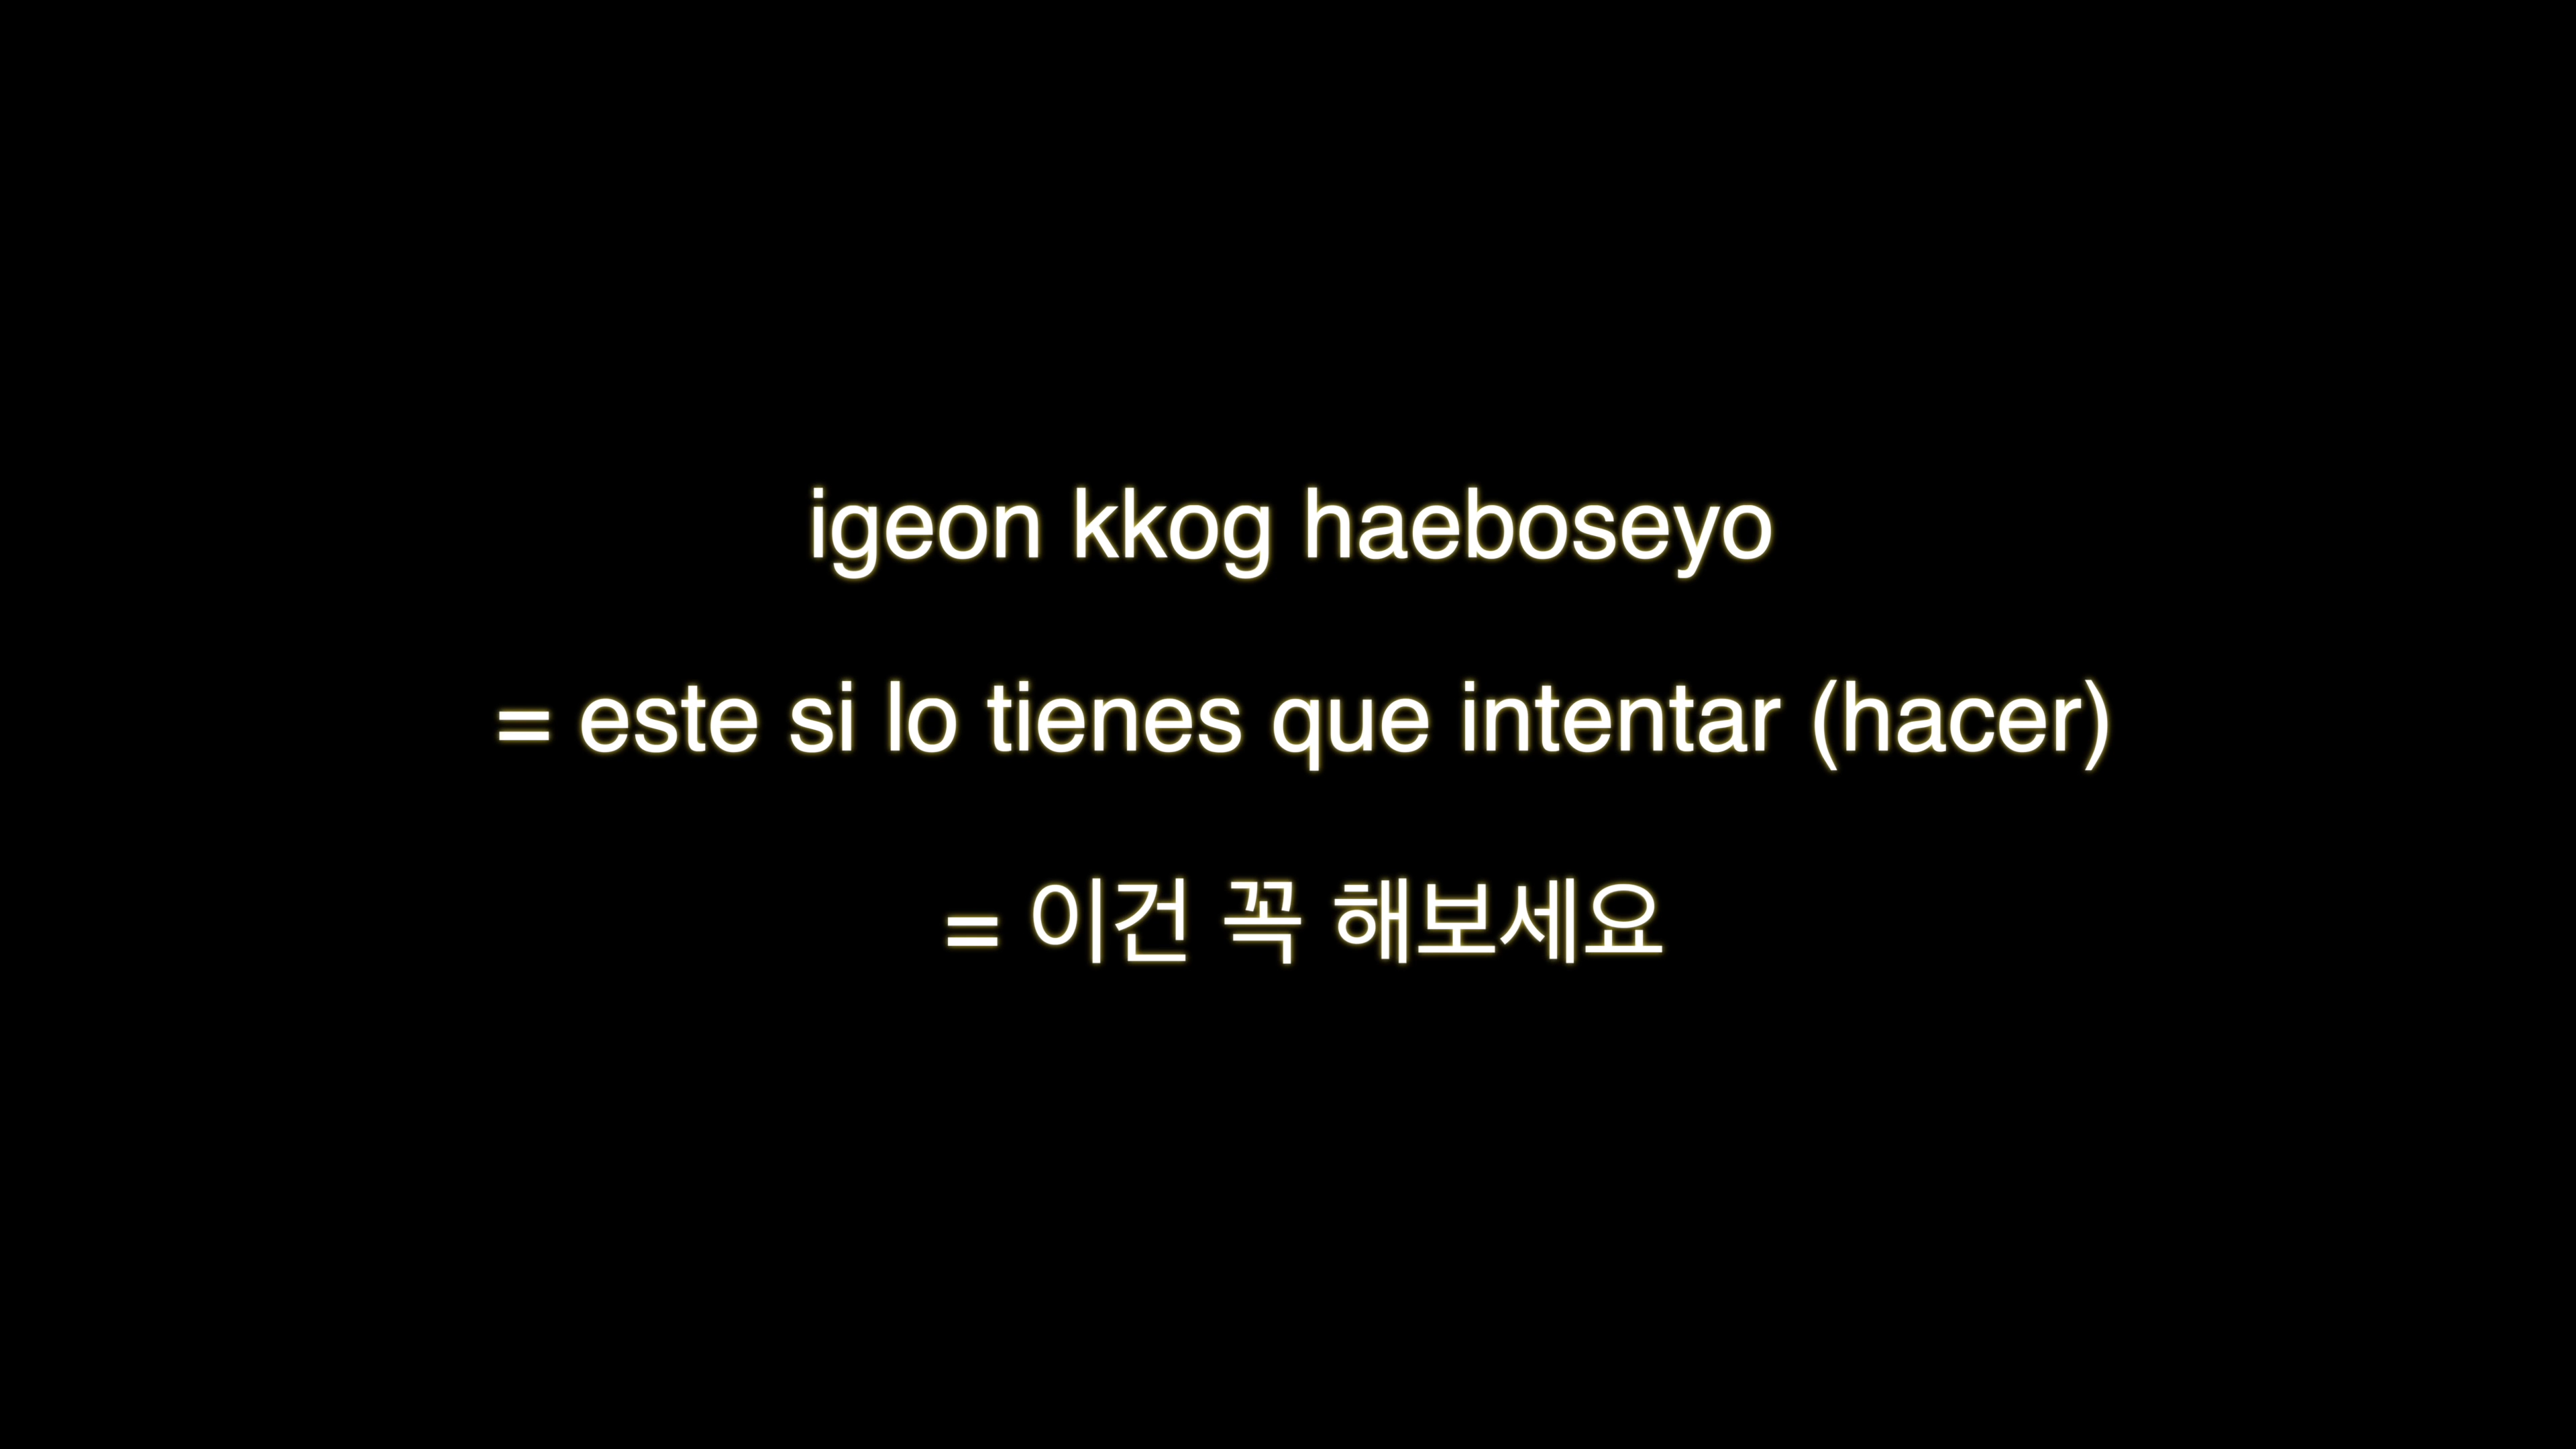 igeon kkog haeboseyo
= este si lo tienes que intentar (hacer)
= 이건 꼭 해보세요